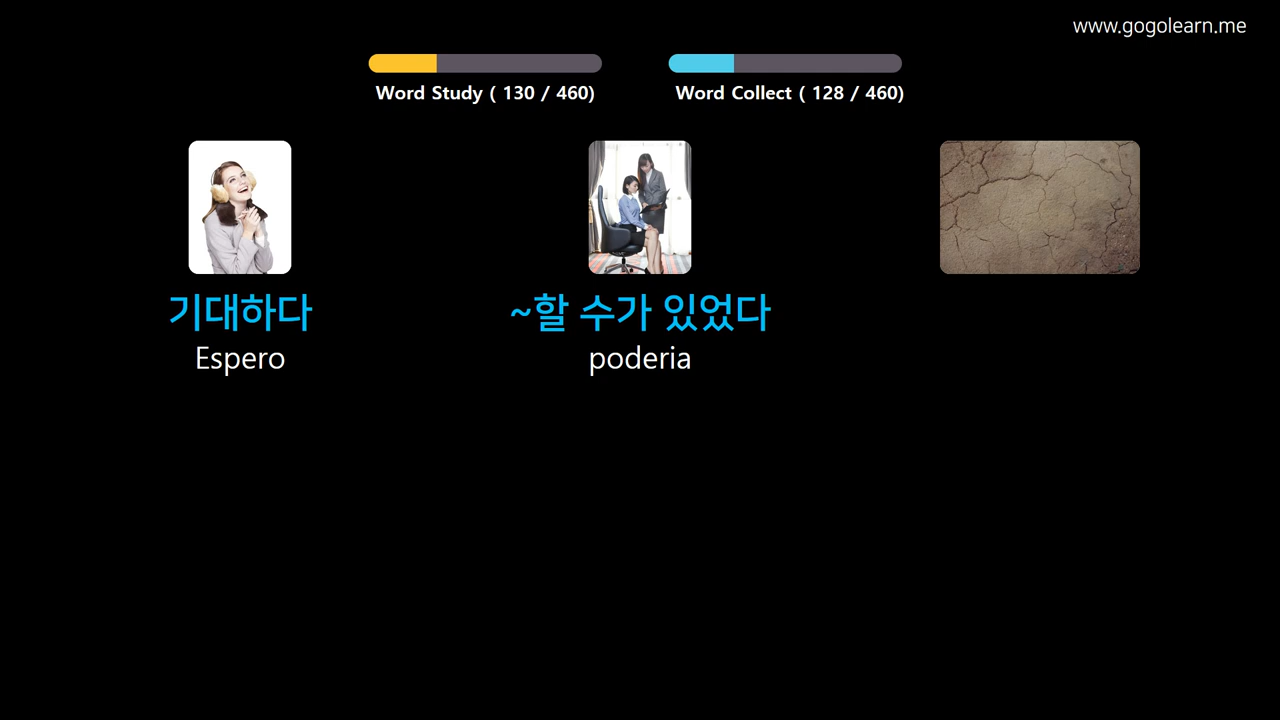 www.gogolearn.me
Word Study ( 130 / 460)
Word Collect ( 128 / 460)
기대하다
Espero
~할 수가 있었다
poderia